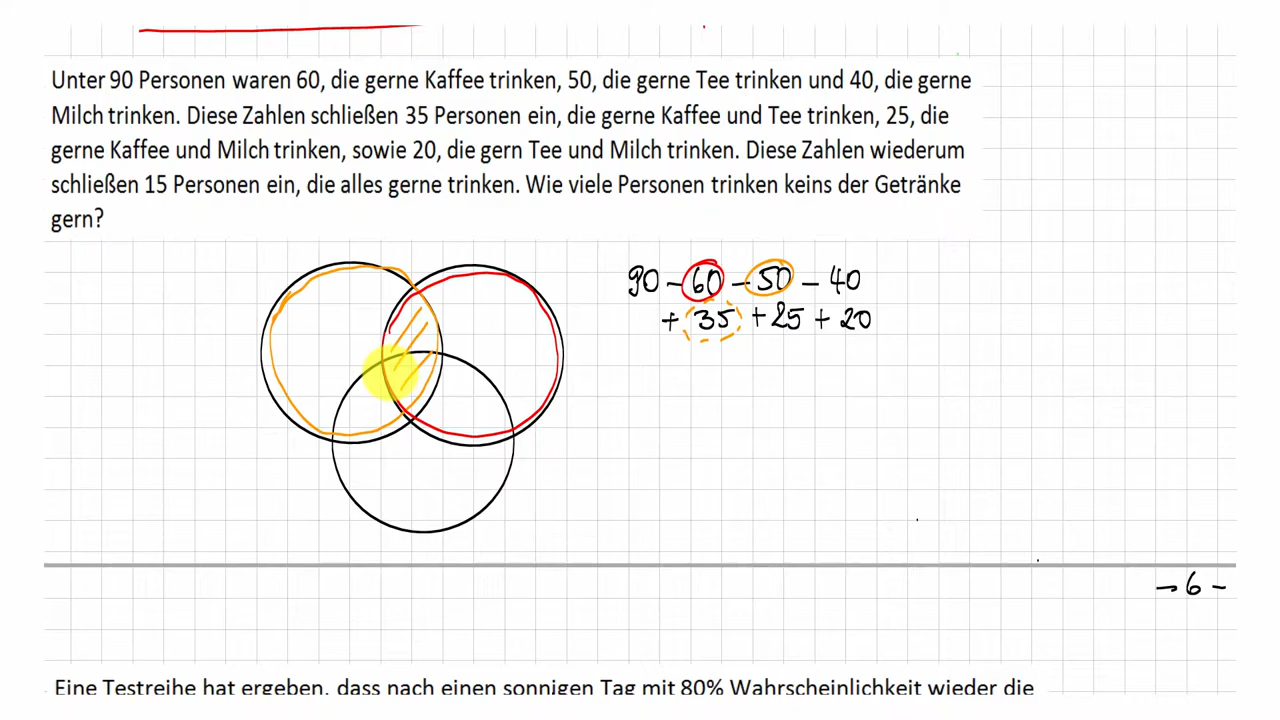 Unter 90 Personen waren 60, die gerne Kaffee trinken, 50, die gerne Tee trinken und 40, die gerne
Milch trinken. Diese Zahlen schließen 35 Personen ein, die gerne Kaffee und Tee trinken, 25, die
gerne Kaffee und Milch trinken, sowie 20, die gern Tee und Milch trinken. Diese Zahlen wiederum
schließen 15 Personen ein, die alles gerne trinken. Wie viele Personen trinken keins der Getränke
gern?
90 - 60 - 50 - 40
+ 35 + 25 + 20
- 6 -
Eine Testreihe hat ergeben, dass nach einen sonnigen Tag mit 80% Wahrscheinlichkeit wieder die